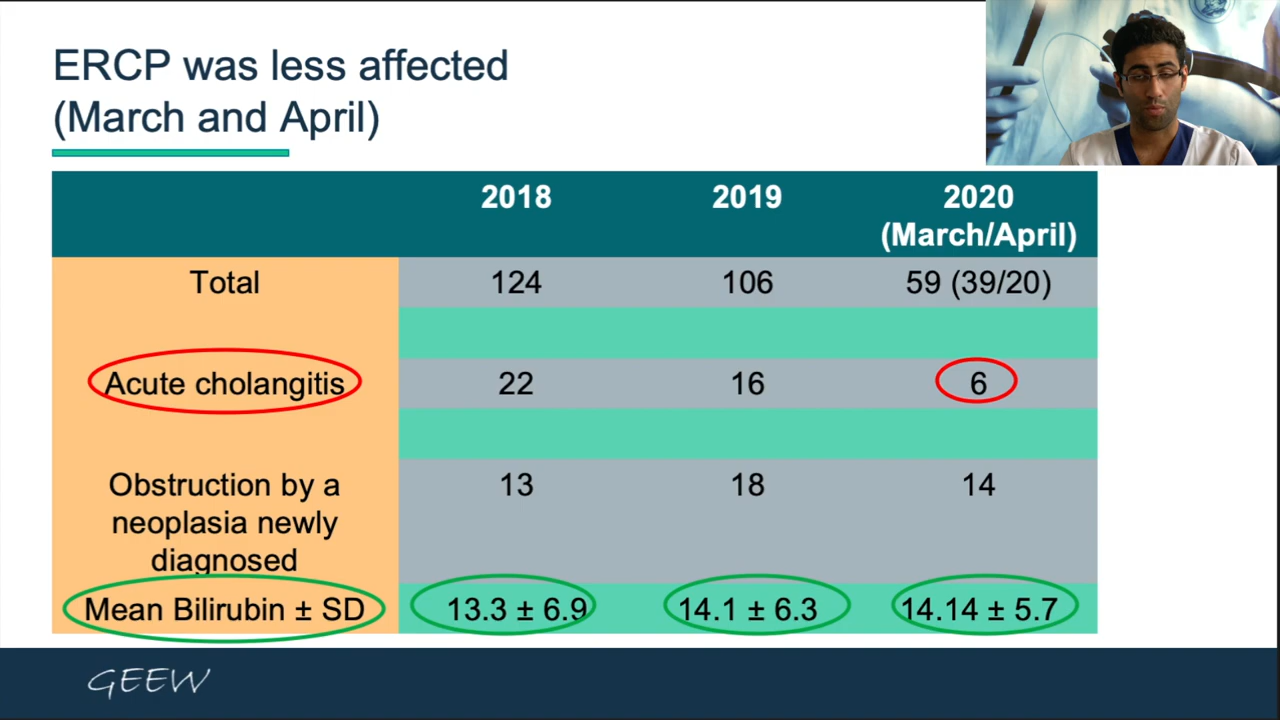 ERCP was less affected
(March and April)
2018 2019 2020
(March/April)
Total 124 106 59 (39/20)
Acute cholangitis 22 16 6
Obstruction by a 13 18 14
neoplasia newly
diagnosed
Mean Bilirubin ± SD 13.3 ± 6.9 14.1 ± 6.3 14.14 ± 5.7
GEEW